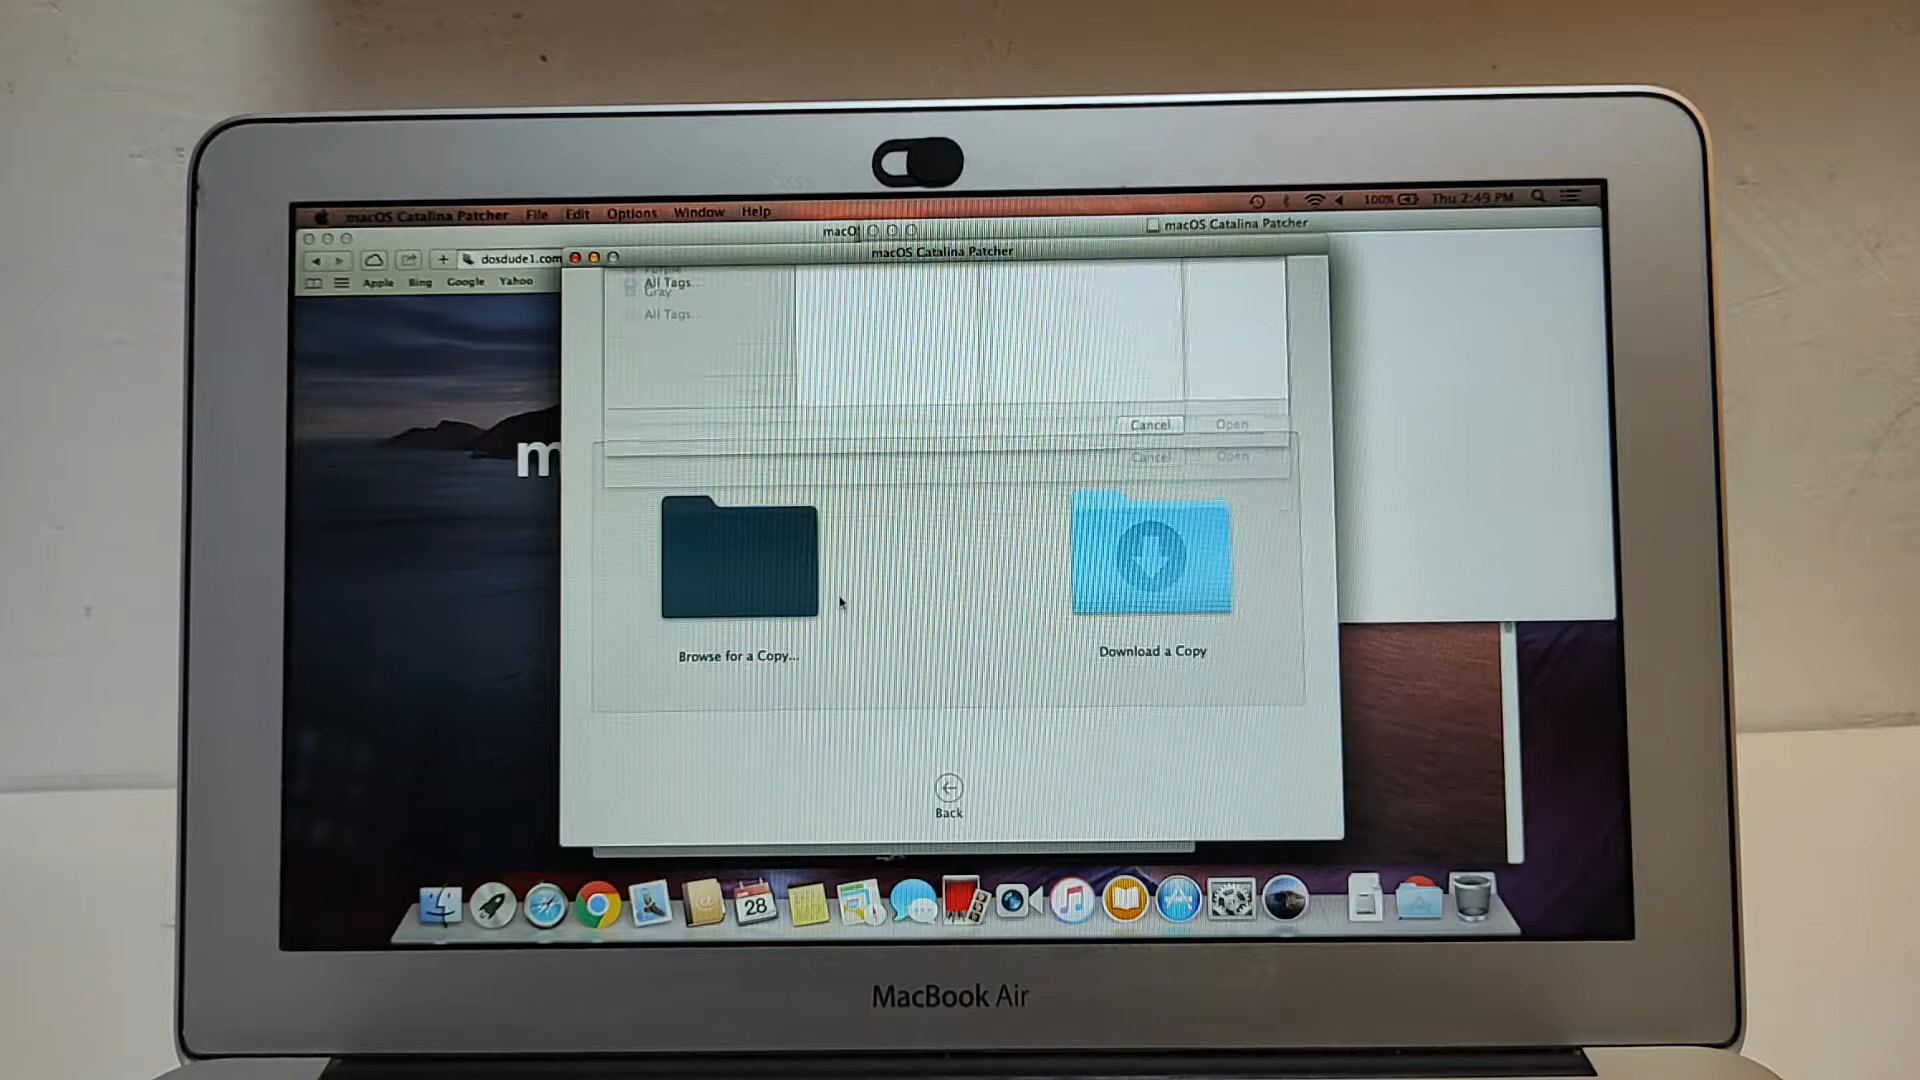 macOS Catalina Patcher File Edit Options Window Help 100% Thu 2:49 PM
macO
macOS Catalina Patcher
dosdude1.com
macOS Catalina Patcher
Apple Bing Google Yahoo
Purple
All Tags...
Gray
All Tags...
m
Cancel Open
Cancel Open
Browse for a Copy...
Download a Copy
Back
28
MacBook Air